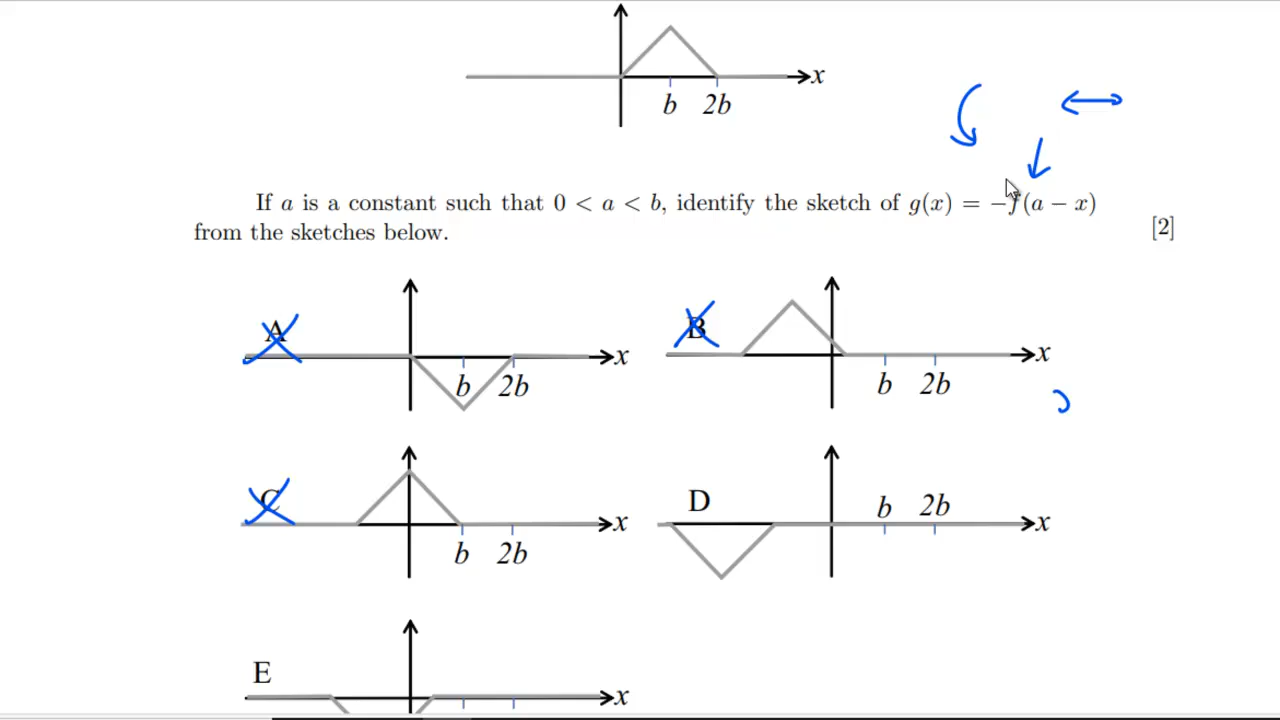 x
b 2b
If a is a constant such that 0 < a < b, identify the sketch of g(x) = −f(a − x)
from the sketches below. [2]
A x
b 2b
B x
b 2b
C x
b 2b
D b 2b
x
E x